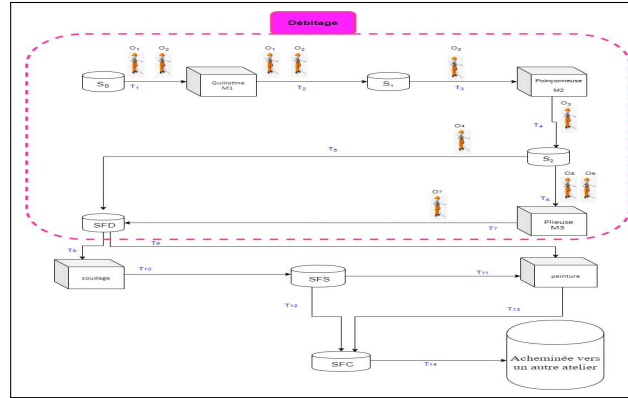 Débitage
O₁ O₂
O₁ O₂
O₃
S₀
T₁
Guillotine
M1
T₂
S₁
T₃
Poinçonneuse
M2
O₃
T₄
O₄
T₅
S₂
O₅ O₆
T₆
O₇
SFD
T₇
Plieuse
M3
T₈
T₉
soudage
T₁₀
SFS
T₁₁
peinture
T₁₂
T₁₃
SFC
T₁₄
Acheminée vers
un autre atelier